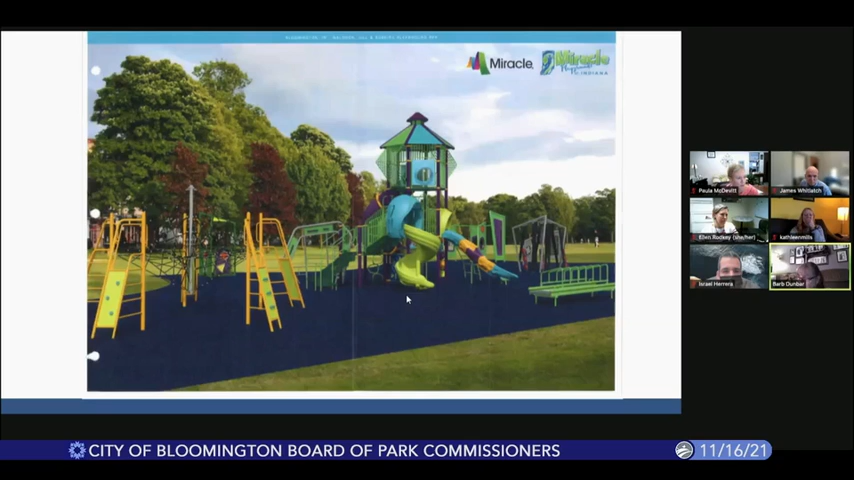 Miracle
Miracle
INDIANA
Paula McDevitt
James Whitlatch
Ellen Rodkey (she/her)
kathleenmills
Israel Herrera
Barb Dunbar
CITY OF BLOOMINGTON BOARD OF PARK COMMISSIONERS
11/16/21